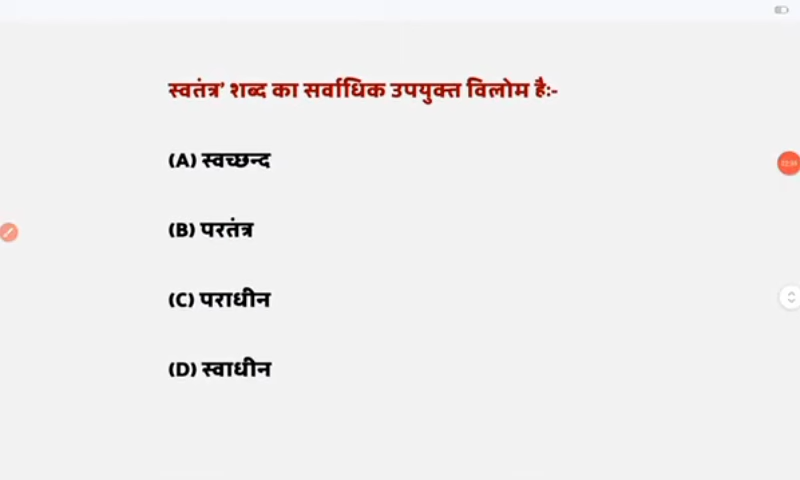 स्वतंत्र’ शब्द का सर्वाधिक उपयुक्त विलोम हैः-
(A) स्वच्छन्द
(B) परतंत्र
(C) पराधीन
(D) स्वाधीन